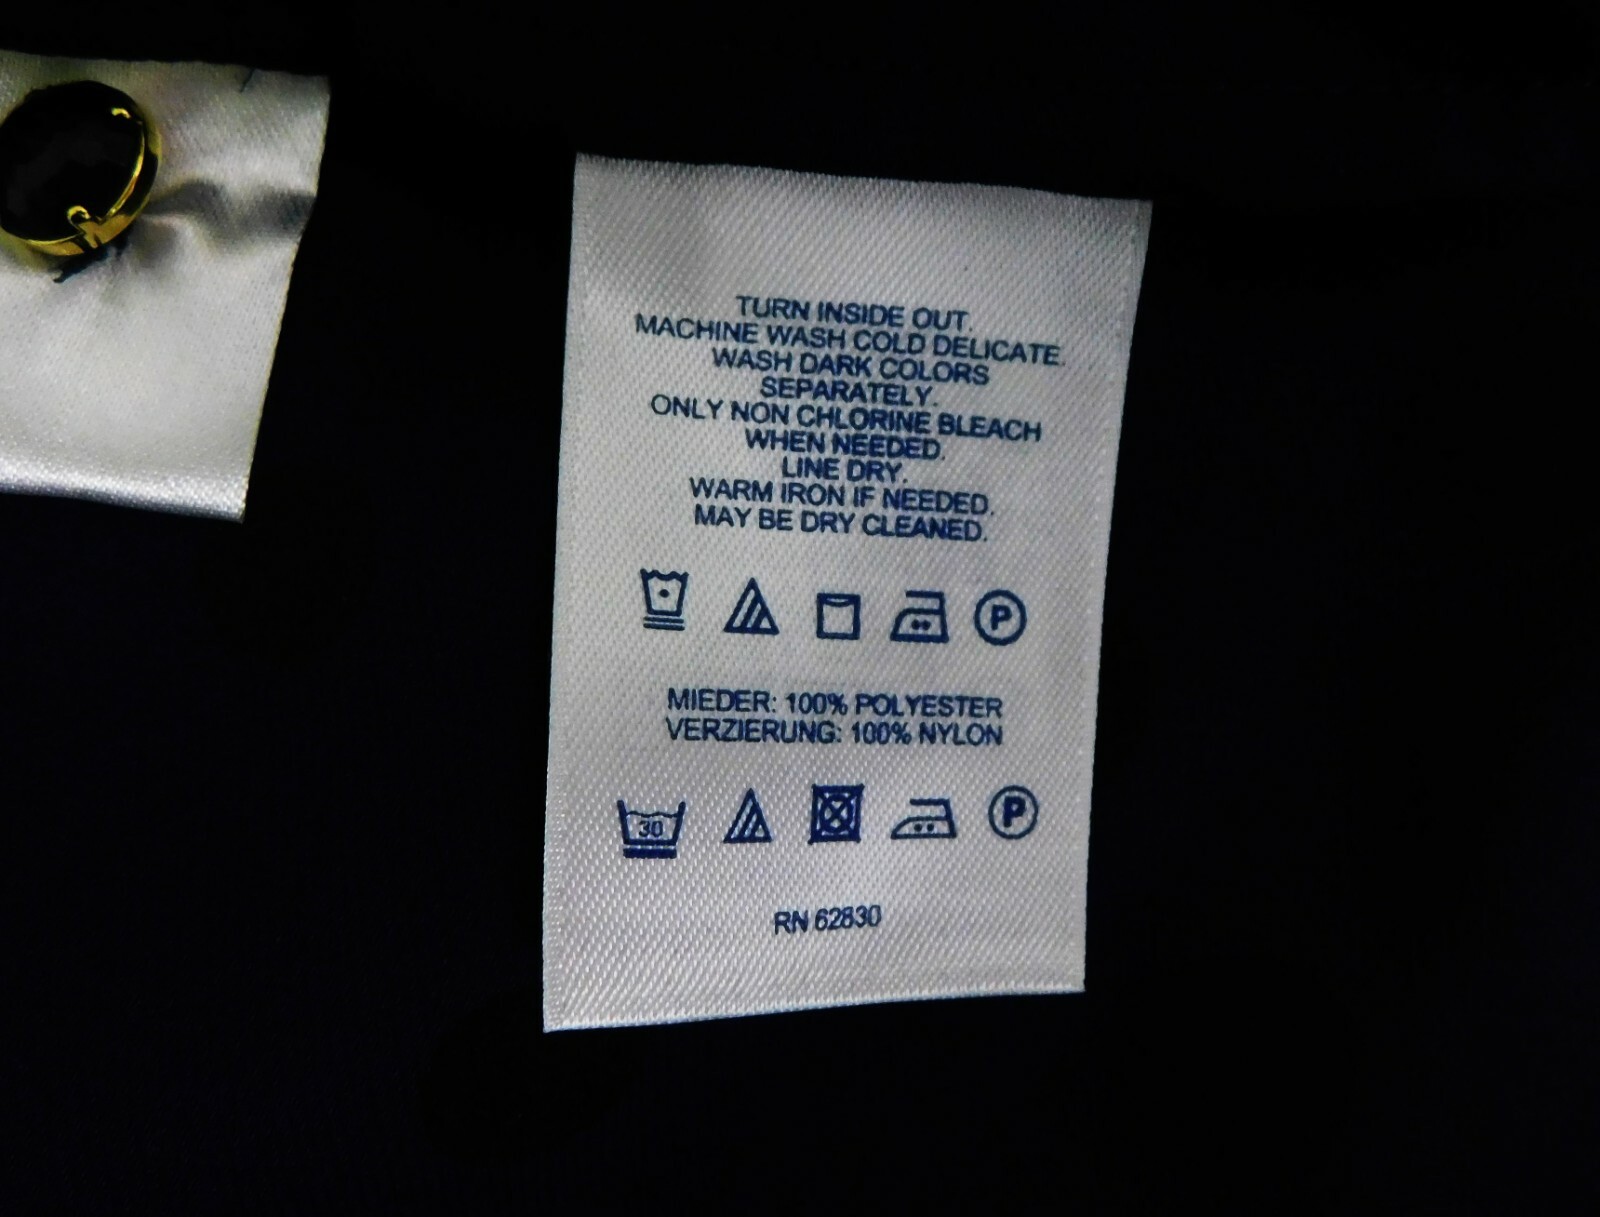 TURN INSIDE OUT.
MACHINE WASH COLD DELICATE.
WASH DARK COLORS
SEPARATELY.
ONLY NON CHLORINE BLEACH
WHEN NEEDED.
LINE DRY.
WARM IRON IF NEEDED.
MAY BE DRY CLEANED.
P
MIEDER: 100% POLYESTER
VERZIERUNG: 100% NYLON
30 P
RN 62830